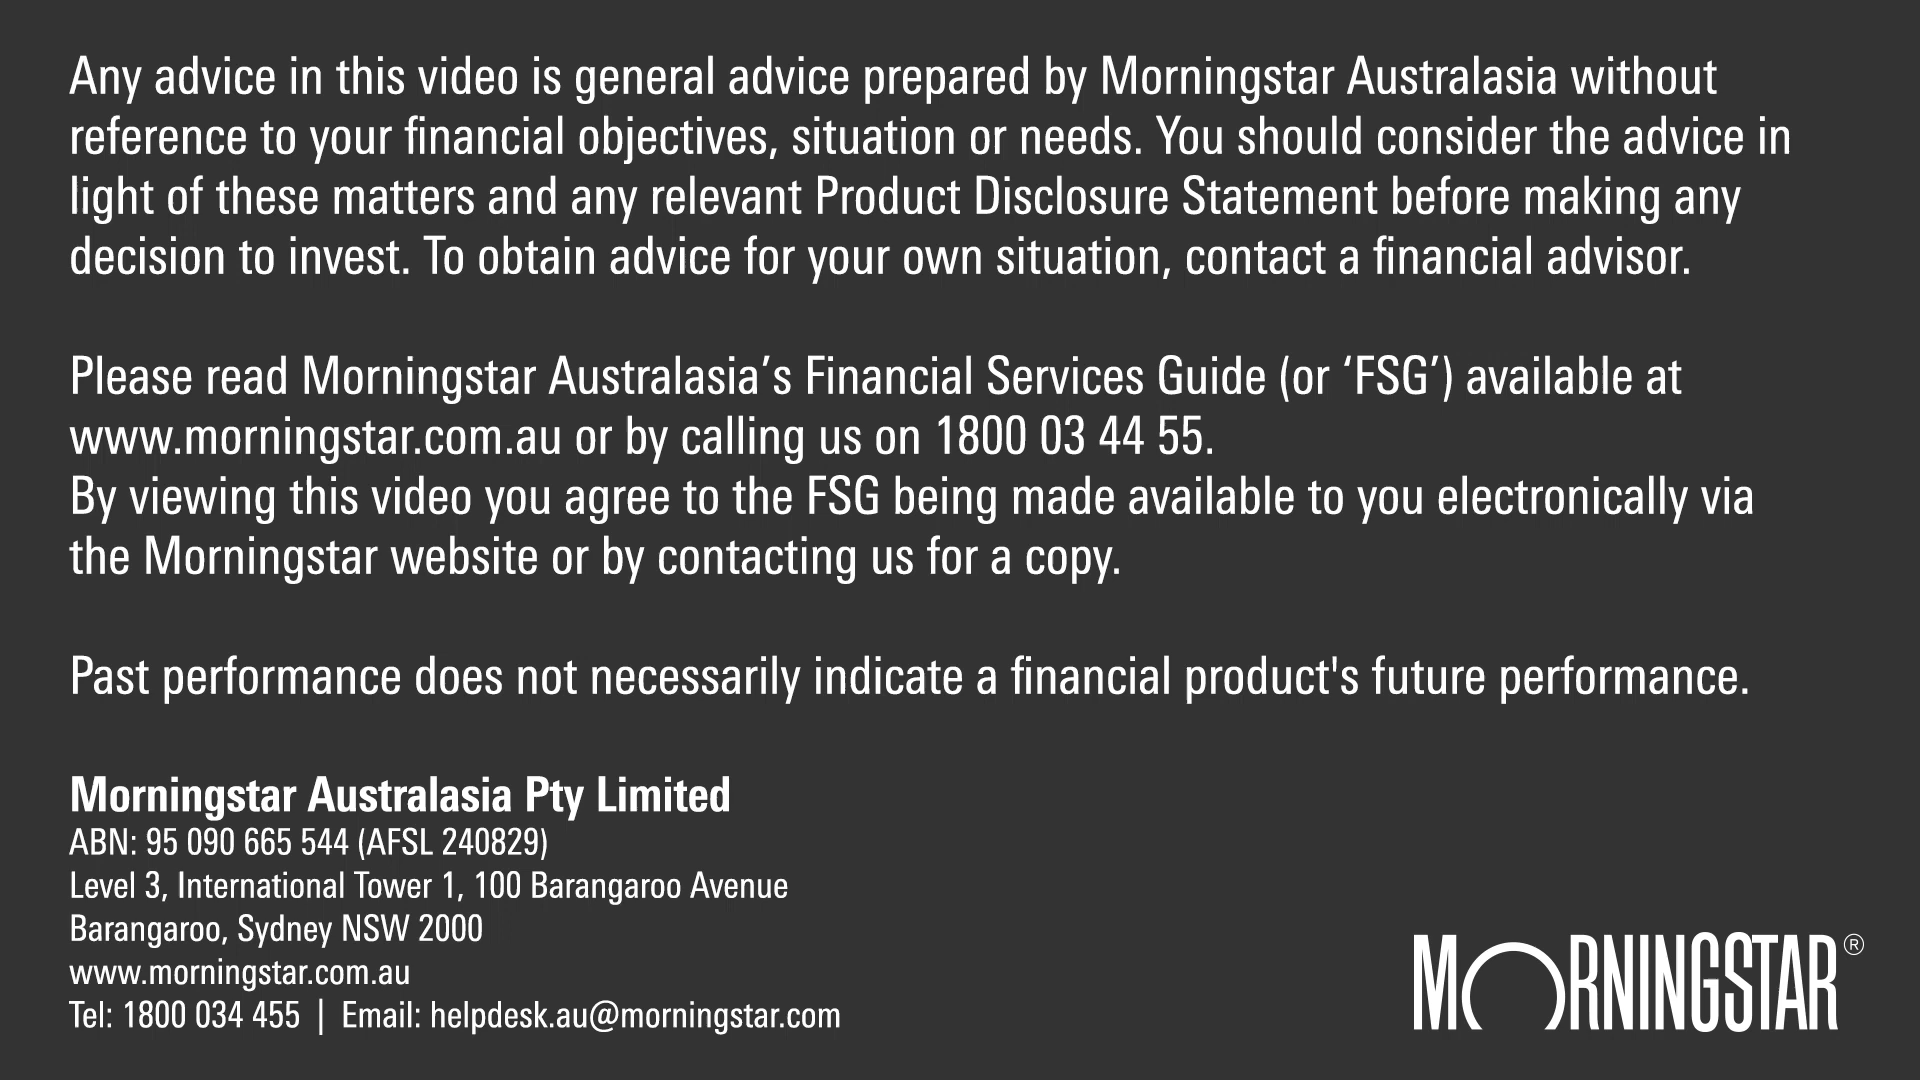 Any advice in this video is general advice prepared by Morningstar Australasia without
reference to your financial objectives, situation or needs. You should consider the advice in
light of these matters and any relevant Product Disclosure Statement before making any
decision to invest. To obtain advice for your own situation, contact a financial advisor.
Please read Morningstar Australasia’s Financial Services Guide (or ‘FSG’) available at
www.morningstar.com.au or by calling us on 1800 03 44 55.
By viewing this video you agree to the FSG being made available to you electronically via
the Morningstar website or by contacting us for a copy.
Past performance does not necessarily indicate a financial product's future performance.
Morningstar Australasia Pty Limited
ABN: 95 090 665 544 (AFSL 240829)
Level 3, International Tower 1, 100 Barangaroo Avenue
Barangaroo, Sydney NSW 2000
www.morningstar.com.au
Tel: 1800 034 455 | Email: helpdesk.au@morningstar.com
MORNINGSTAR®